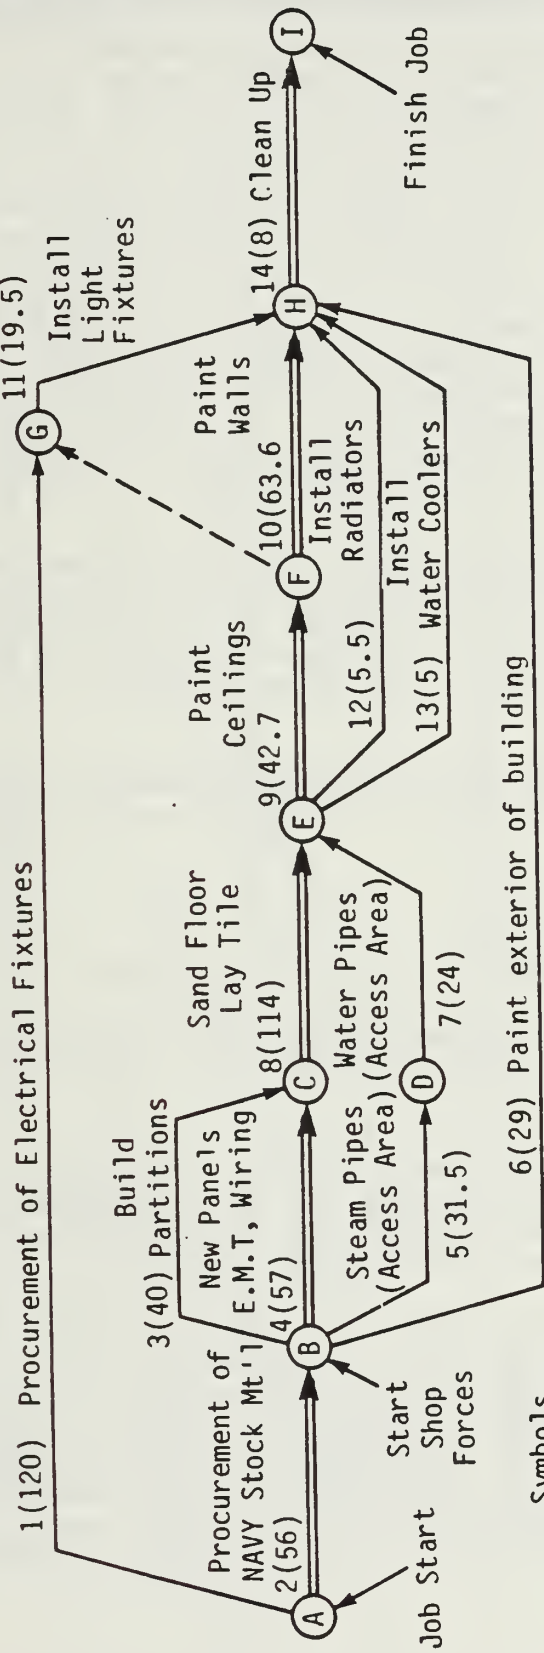 1(120) Procurement of Electrical Fixtures
11(19.5)
Install
Light
Fixtures
G
Build
3(40) Partitions
Procurement of
NAVY Stock Mt'l
2(56)
New Panels
E.M.T, Wiring
4(57)
Sand Floor
Lay Tile
8(114)
Paint
Ceilings
9(42.7
Paint
Walls
10(63.6
14(8) Clean Up
A
B
C
E
F
H
I
Job Start
Start
Shop
Forces
Steam Pipes
(Access Area)
5(31.5)
D
Water Pipes
(Access Area)
7(24)
12(5.5)
Install
Radiators
Install
13(5) Water Coolers
Finish Job
6(29) Paint exterior of building
Symbols